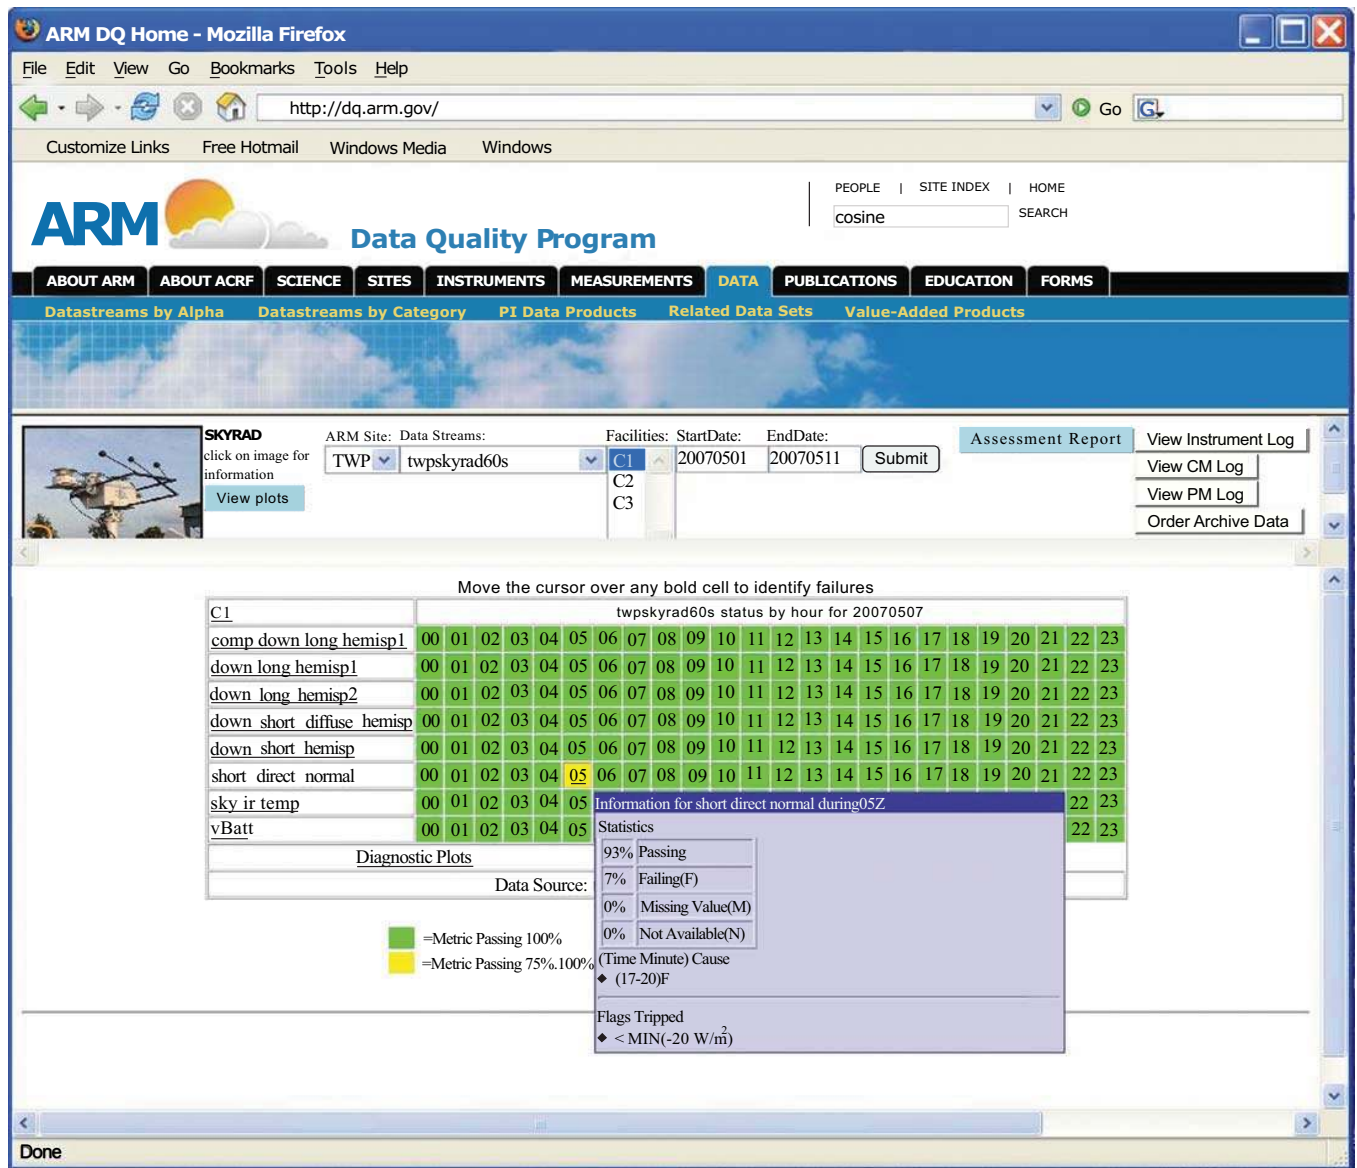 ARM DQ Home - Mozilla Firefox
File Edit View Go Bookmarks Tools Help
http://dq.arm.gov/ Go G
Customize Links Free Hotmail Windows Media Windows
PEOPLE | SITE INDEX | HOME
cosine SEARCH
ARM Data Quality Program
ABOUT ARM ABOUT ACRF SCIENCE SITES INSTRUMENTS MEASUREMENTS DATA PUBLICATIONS EDUCATION FORMS
Datastreams by Alpha Datastreams by Category PI Data Products Related Data Sets Value-Added Products
SKYRAD
click on image for
information
View plots
ARM Site: Data Streams: Facilities: StartDate: EndDate:
TWP twpskyrad60s C1 20070501 20070511 Submit
C2
C3
Assessment Report
View Instrument Log
View CM Log
View PM Log
Order Archive Data
Move the cursor over any bold cell to identify failures
C1 twpskyrad60s status by hour for 20070507
comp down long hemisp1 00 01 02 03 04 05 06 07 08 09 10 11 12 13 14 15 16 17 18 19 20 21 22 23
down long hemisp1 00 01 02 03 04 05 06 07 08 09 10 11 12 13 14 15 16 17 18 19 20 21 22 23
down long hemisp2 00 01 02 03 04 05 06 07 08 09 10 11 12 13 14 15 16 17 18 19 20 21 22 23
down short diffuse hemisp 00 01 02 03 04 05 06 07 08 09 10 11 12 13 14 15 16 17 18 19 20 21 22 23
down short hemisp 00 01 02 03 04 05 06 07 08 09 10 11 12 13 14 15 16 17 18 19 20 21 22 23
short direct normal 00 01 02 03 04 05 06 07 08 09 10 11 12 13 14 15 16 17 18 19 20 21 22 23
sky ir temp 00 01 02 03 04 05 22 23
vBatt 00 01 02 03 04 05 22 23
Diagnostic Plots
Data Source:
=Metric Passing 100%
=Metric Passing 75%.100%
Information for short direct normal during05Z
Statistics
93% Passing
7% Failing(F)
0% Missing Value(M)
0% Not Available(N)
(Time Minute) Cause
◆ (17-20)F
Flags Tripped
◆ < MIN(-20 W/m²)
Done